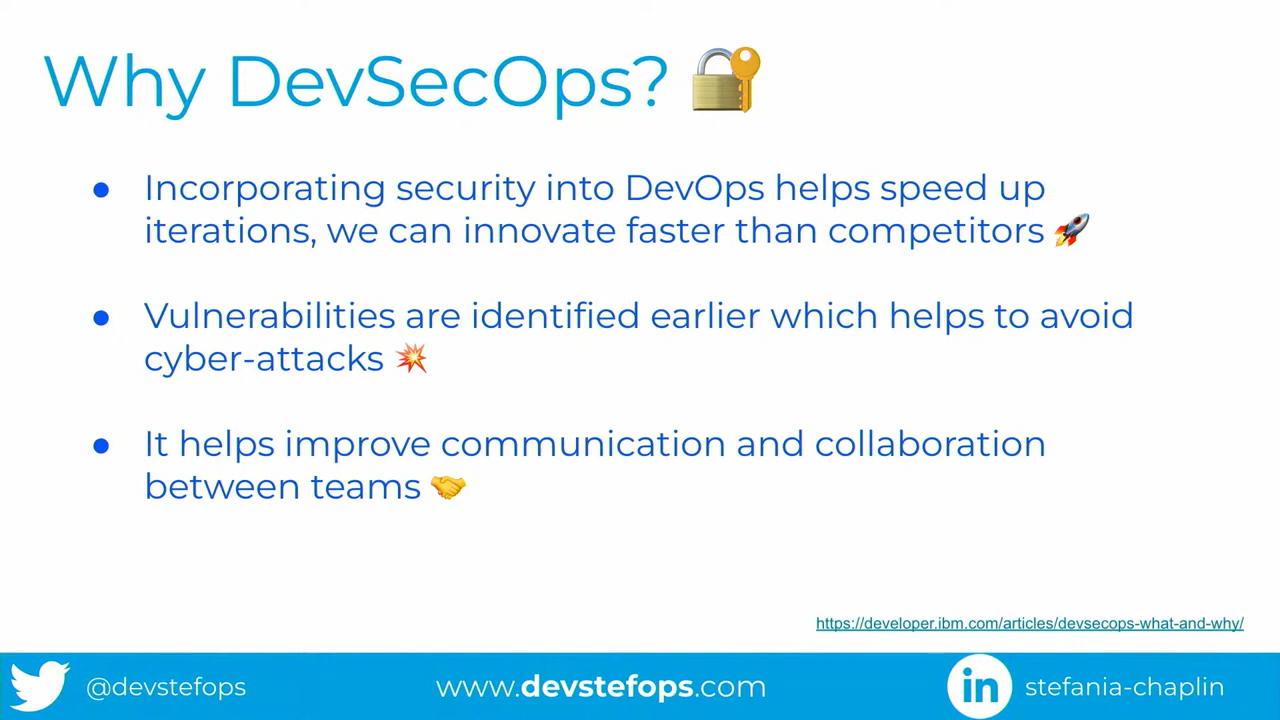 Why DevSecOps? 🔐
● Incorporating security into DevOps helps speed up
iterations, we can innovate faster than competitors 🚀
● Vulnerabilities are identified earlier which helps to avoid
cyber-attacks 💥
● It helps improve communication and collaboration
between teams 🤝
https://developer.ibm.com/articles/devsecops-what-and-why/
@devstefops
www.devstefops.com
in
stefania-chaplin